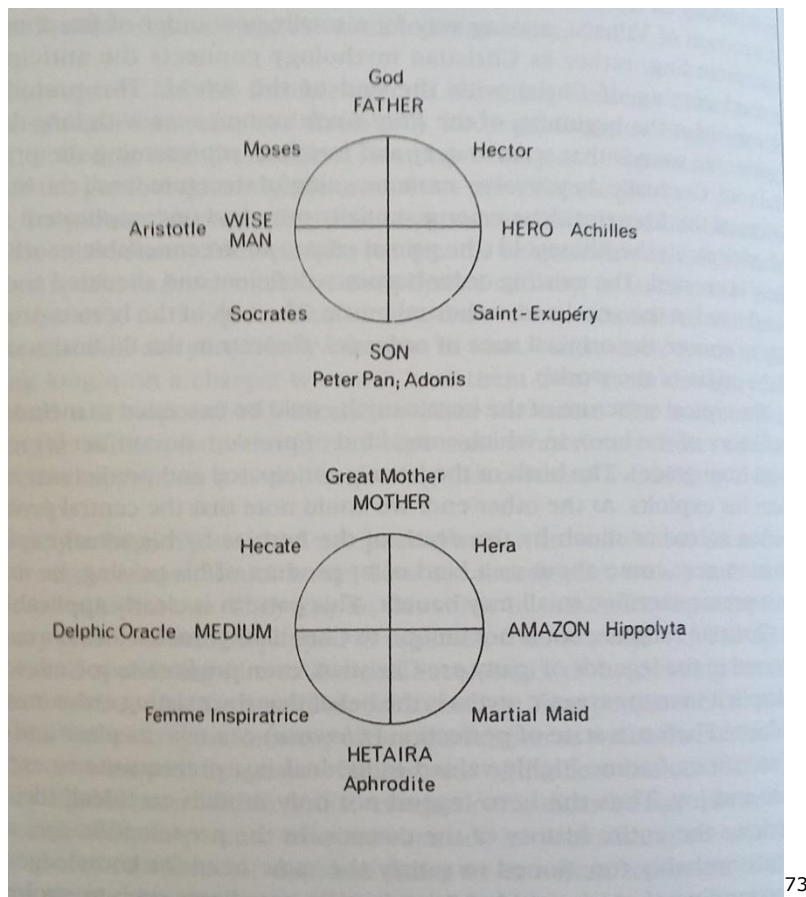 God
FATHER
Moses
Hector
Aristotle WISE MAN
HERO Achilles
Socrates
Saint-Exupéry
SON
Peter Pan, Adonis
Great Mother
MOTHER
Hecate
Hera
Delphic Oracle MEDIUM
AMAZON Hippolyta
Femme Inspiratrice
Martial Maid
HETAIRA
Aphrodite
73